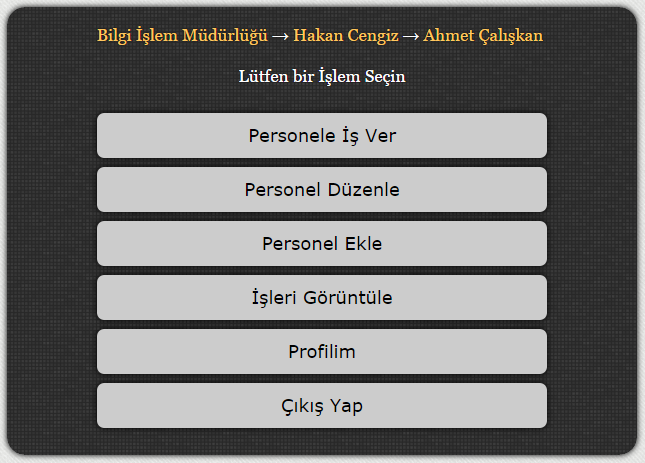 Bilgi İşlem Müdürlüğü → Hakan Cengiz → Ahmet Çalışkan
Lütfen bir İşlem Seçin
Personele İş Ver
Personel Düzenle
Personel Ekle
İşleri Görüntüle
Profilim
Çıkış Yap